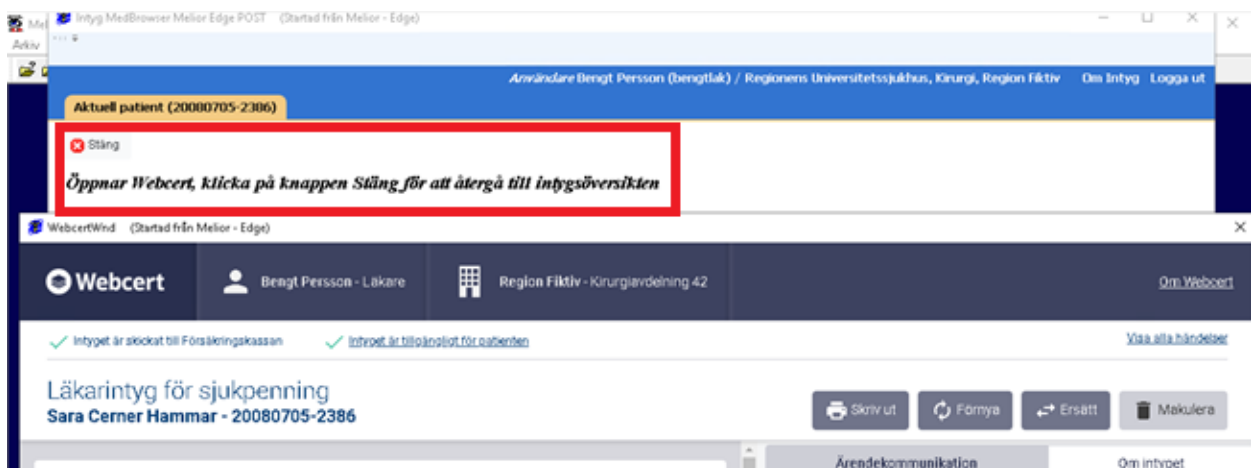 Mel
Intyg MedBrowser Melior Edge POST (Startad från Melior - Edge)
Arkiv
Användare Bengt Persson (bengtlak) / Regionens Universitetssjukhus, Kirurgi, Region Fiktiv Om Intyg Logga ut
Aktuell patient (20080705-2386)
Stäng
Öppnar Webcert, klicka på knappen Stäng för att återgå till intygsöversikten
WebcertWnd (Startad från Melior - Edge)
Webcert Bengt Persson - Läkare Region Fiktiv - Kirurgiavdelning 42 Om Webcert
Intyget är skickat till Försäkringskassan Intyget är tillgängligt för patienten Visa alla händelser
Läkarintyg för sjukpenning
Sara Cerner Hammar - 20080705-2386
Skriv ut Förnya Ersätt Makulera
Ärendekommunikation Om intyget